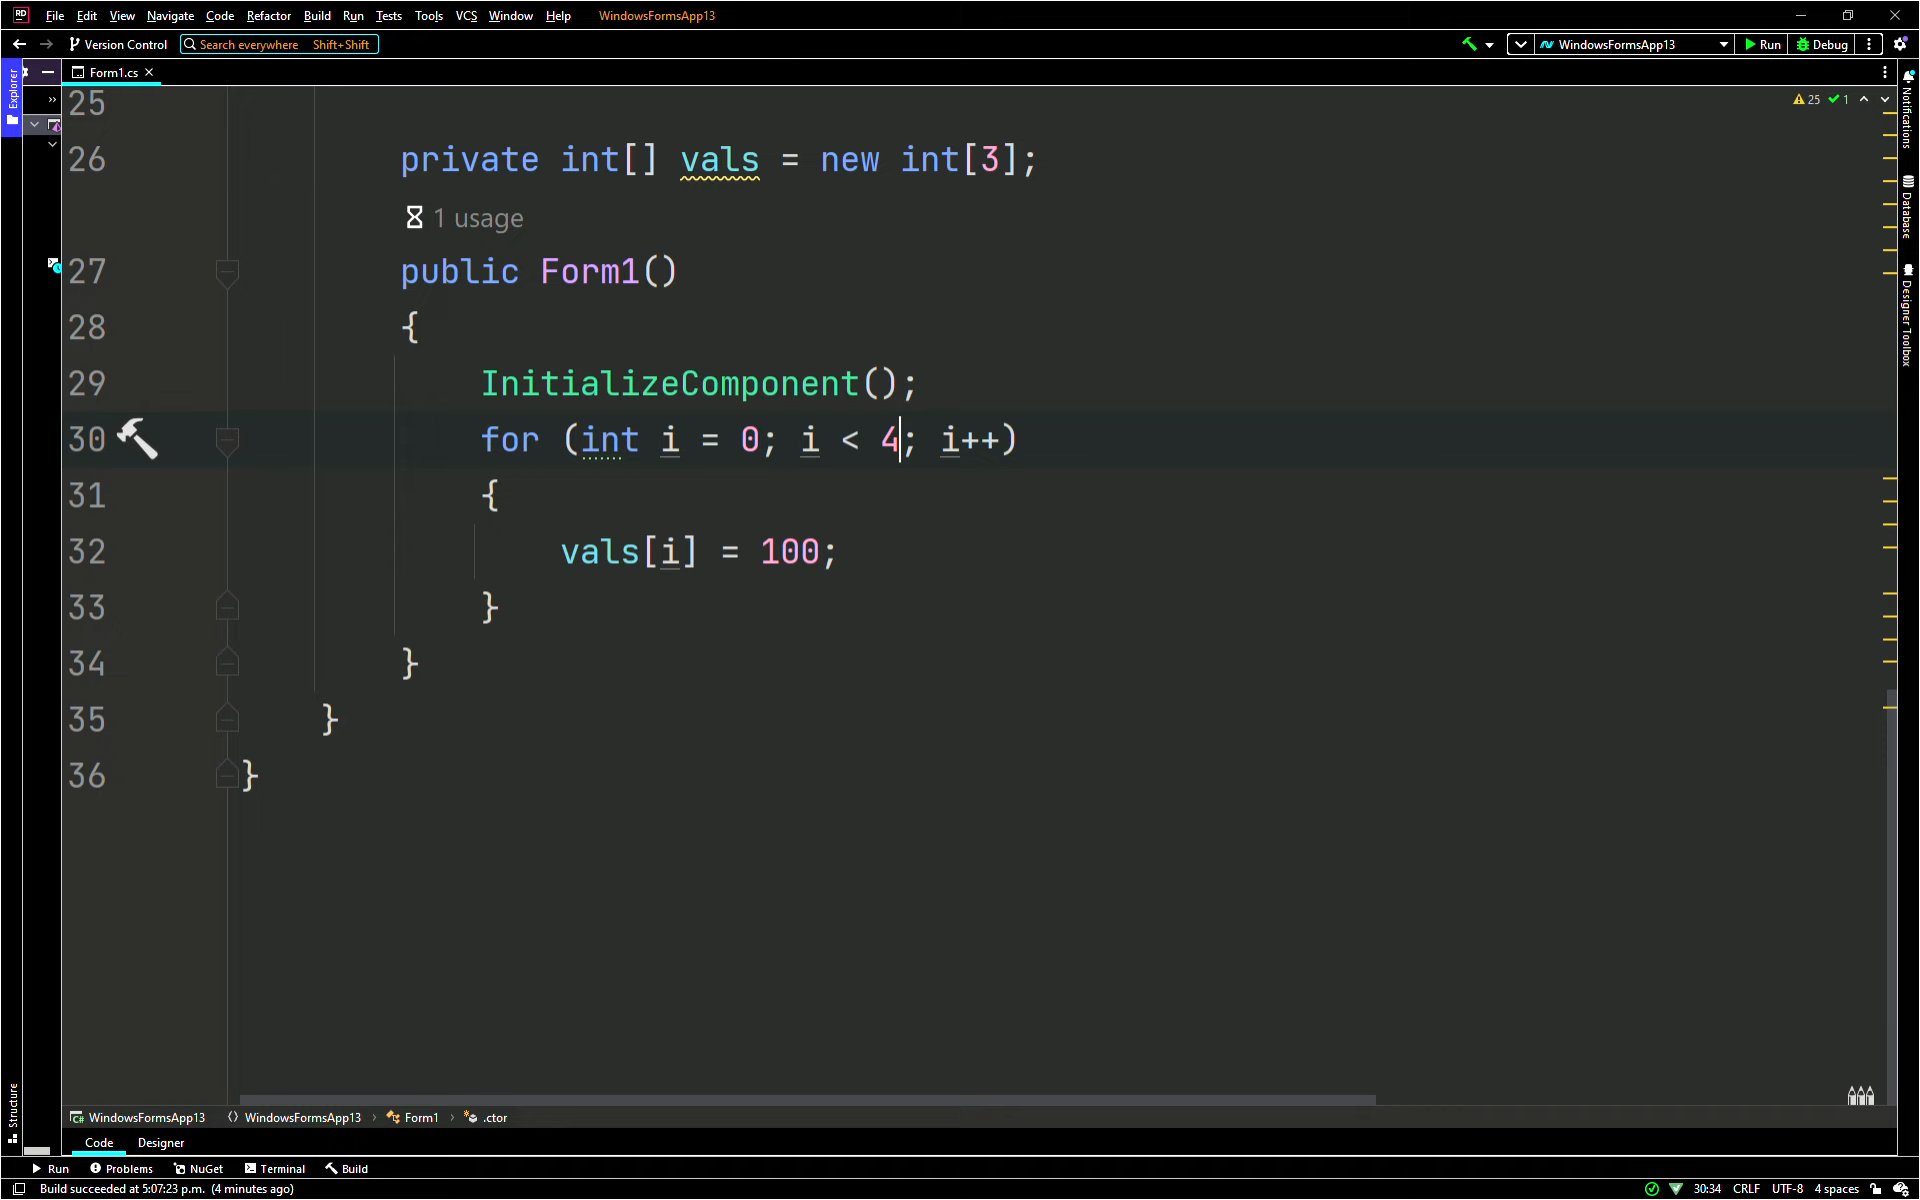 RD File Edit View Navigate Code Refactor Build Run Tests Tools VCS Window Help WindowsFormsApp13
Version Control Search everywhere Shift+Shift WindowsFormsApp13 Run Debug
Explorer
Form1.cs
25 1
Notifications
Database
Designer Toolbox
25
26 private int[] vals = new int[3];
1 usage
27 public Form1()
28 {
29 InitializeComponent();
30 for (int i = 0; i < 4; i++)
31 {
32 vals[i] = 100;
33 }
34 }
35 }
36 }
Structure
C# WindowsFormsApp13 WindowsFormsApp13 Form1 .ctor
Code Designer
Run Problems NuGet Terminal Build
Build succeeded at 5:07:23 p.m. (4 minutes ago) 30:34 CRLF UTF-8 4 spaces